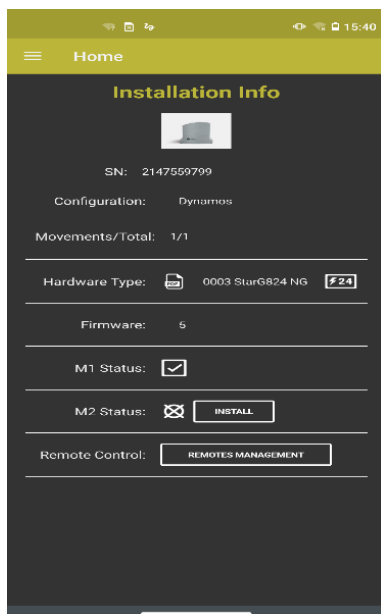 15:40
Home
Installation Info
SN: 2147559799
Configuration: Dynamos
Movements/Total: 1/1
Hardware Type: 0003 StarG824 NG 24
Firmware: 5
M1 Status:
M2 Status: INSTALL
Remote Control: REMOTES MANAGEMENT